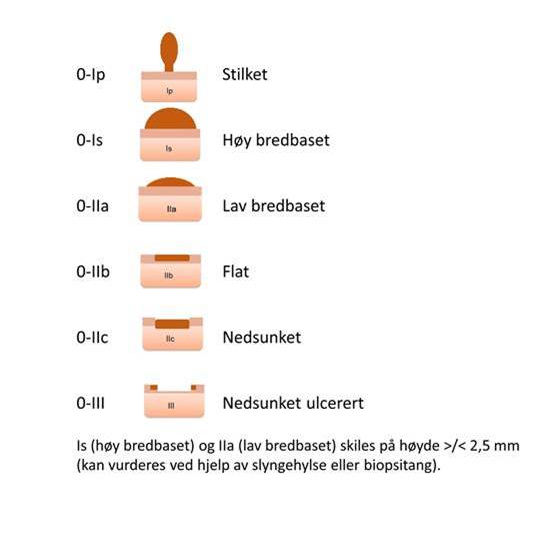 0-Ip Ip Stilket
0-Is Is Høy bredbaset
0-IIa IIa Lav bredbaset
0-IIb IIb Flat
0-IIc IIc Nedsunket
0-III III Nedsunket ulcerert
Is (høy bredbaset) og IIa (lav bredbaset) skiles på høyde >/< 2,5 mm
(kan vurderes ved hjelp av slyngehylse eller biopsitang).